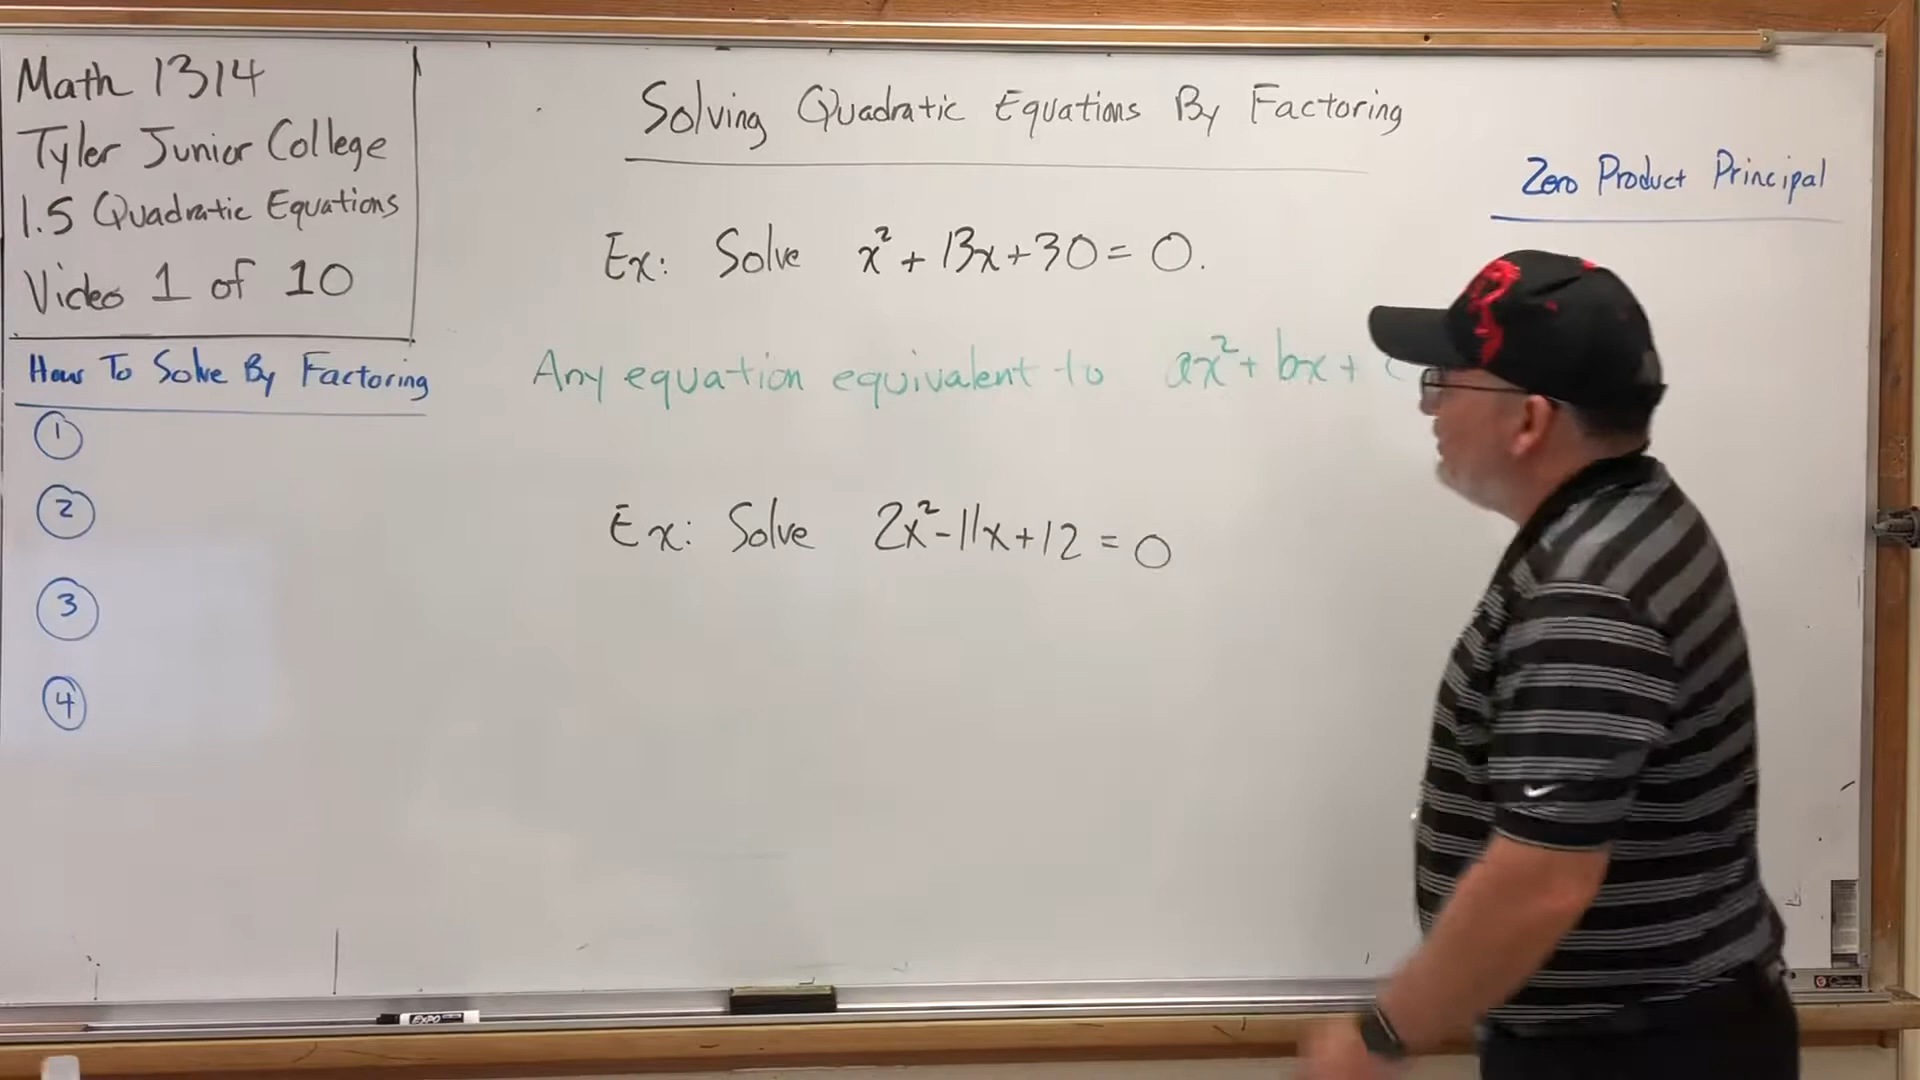 Math 1314
Tyler Junior College
1.5 Quadratic Equations
Video 1 of 10
How To Solve By Factoring
1
2
3
4
Solving Quadratic Equations By Factoring
Ex: Solve x² + 13x + 30 = 0.
Any equation equivalent to ax² + bx +
Ex: Solve 2x² - 11x + 12 = 0
Zero Product Principal
EXPO